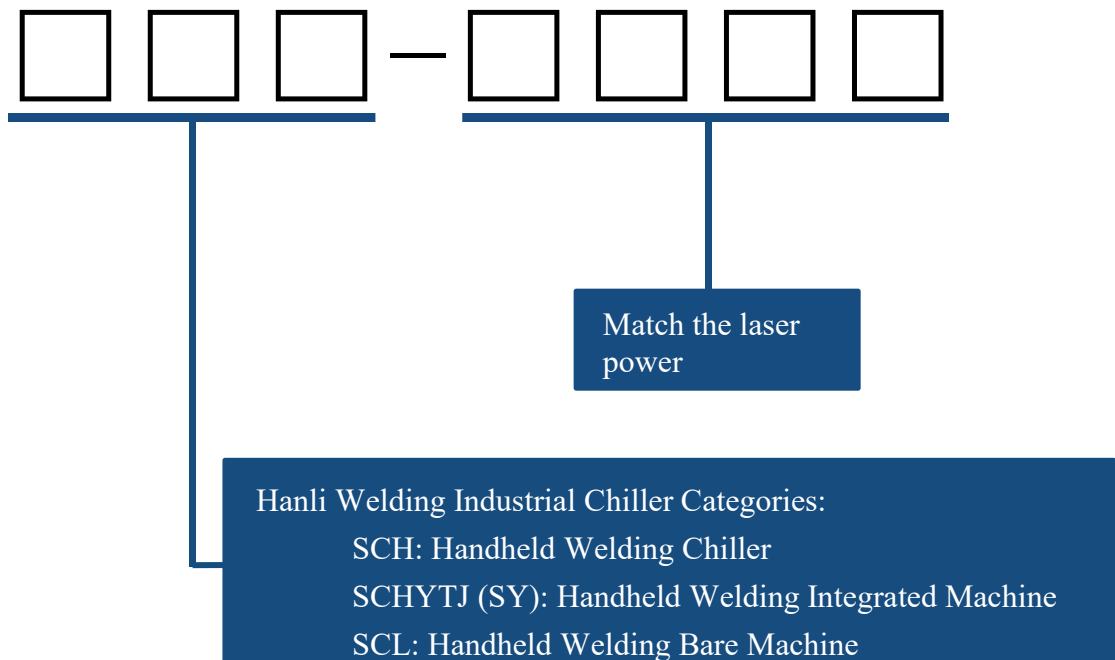 Match the laser
power
Hanli Welding Industrial Chiller Categories:
SCH: Handheld Welding Chiller
SCHYTJ (SY): Handheld Welding Integrated Machine
SCL: Handheld Welding Bare Machine